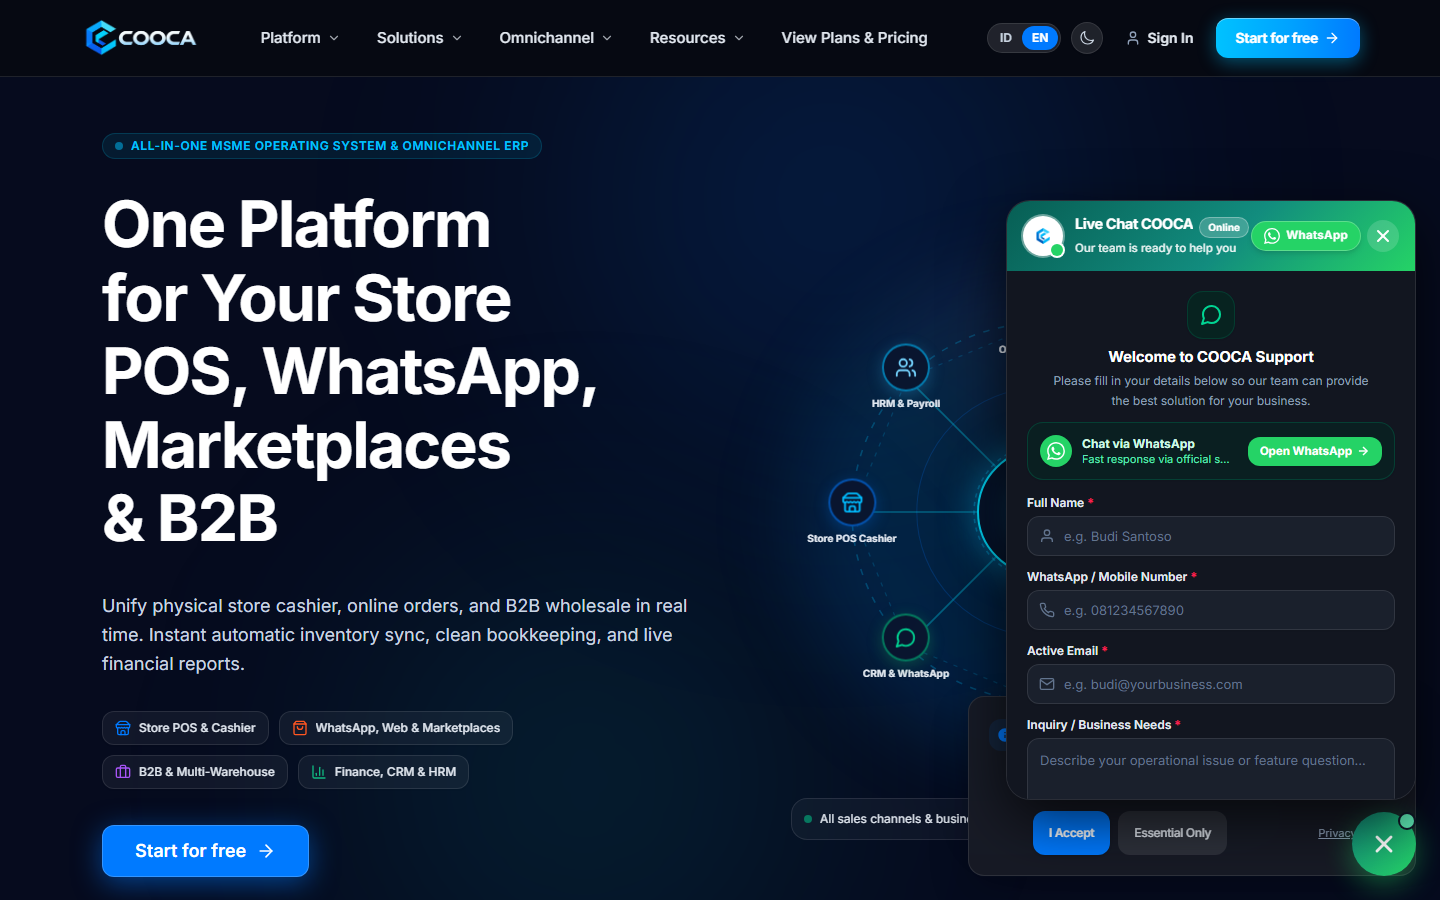 COOCA
Platform
Solutions
Omnichannel
Resources
View Plans & Pricing
ID
EN
Sign In
Start for free
ALL-IN-ONE MSME OPERATING SYSTEM & OMNICHANNEL ERP
One Platform
for Your Store
POS, WhatsApp,
Marketplaces
& B2B
Unify physical store cashier, online orders, and B2B wholesale in real
time. Instant automatic inventory sync, clean bookkeeping, and live
financial reports.
Store POS & Cashier
WhatsApp, Web & Marketplaces
B2B & Multi-Warehouse
Finance, CRM & HRM
Start for free
HRM & Payroll
Store POS Cashier
CRM & WhatsApp
All sales channels & busin
Live Chat COOCA
Online
Our team is ready to help you
WhatsApp
Welcome to COOCA Support
Please fill in your details below so our team can provide
the best solution for your business.
Chat via WhatsApp
Fast response via official s...
Open WhatsApp
Full Name *
e.g. Budi Santoso
WhatsApp / Mobile Number *
e.g. 081234567890
Active Email *
e.g. budi@yourbusiness.com
Inquiry / Business Needs *
Describe your operational issue or feature question...
I Accept
Essential Only
Privacy